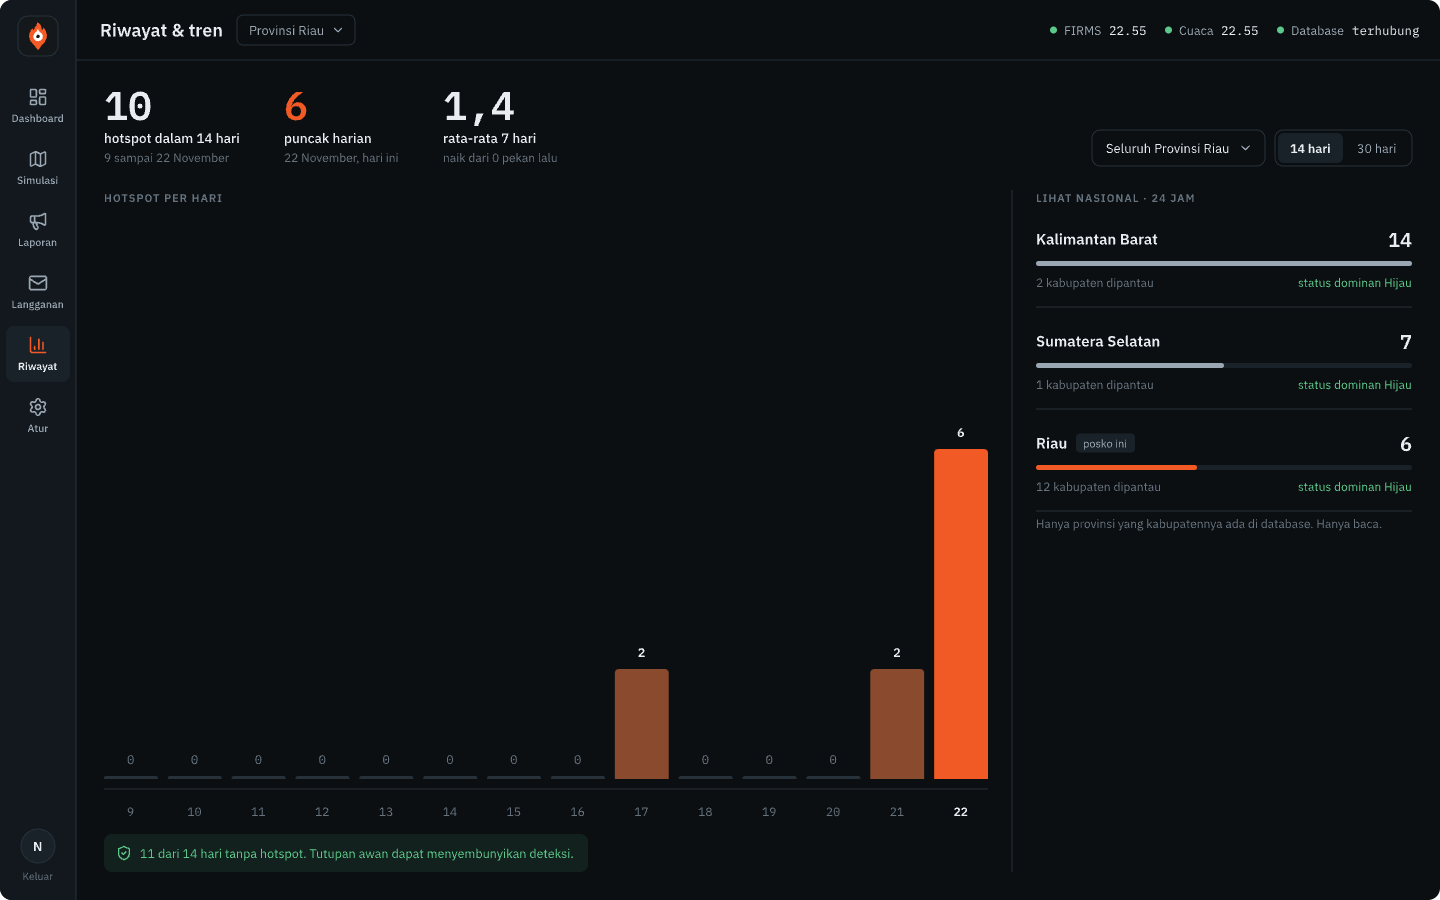 Riwayat & tren
Provinsi Riau
FIRMS 22.55
Cuaca 22.55
Database terhubung
Dashboard
Simulasi
Laporan
Langganan
Riwayat
Atur
N
Keluar
10
hotspot dalam 14 hari
9 sampai 22 November
6
puncak harian
22 November, hari ini
1,4
rata-rata 7 hari
naik dari 0 pekan lalu
Seluruh Provinsi Riau
14 hari
30 hari
HOTSPOT PER HARI
0 0 0 0 0 0 0 0 2 0 0 0 2 6
9 10 11 12 13 14 15 16 17 18 19 20 21 22
11 dari 14 hari tanpa hotspot. Tutupan awan dapat menyembunyikan deteksi.
LIHAT NASIONAL · 24 JAM
Kalimantan Barat 14
2 kabupaten dipantau status dominan Hijau
Sumatera Selatan 7
1 kabupaten dipantau status dominan Hijau
Riau posko ini 6
12 kabupaten dipantau status dominan Hijau
Hanya provinsi yang kabupatennya ada di database. Hanya baca.